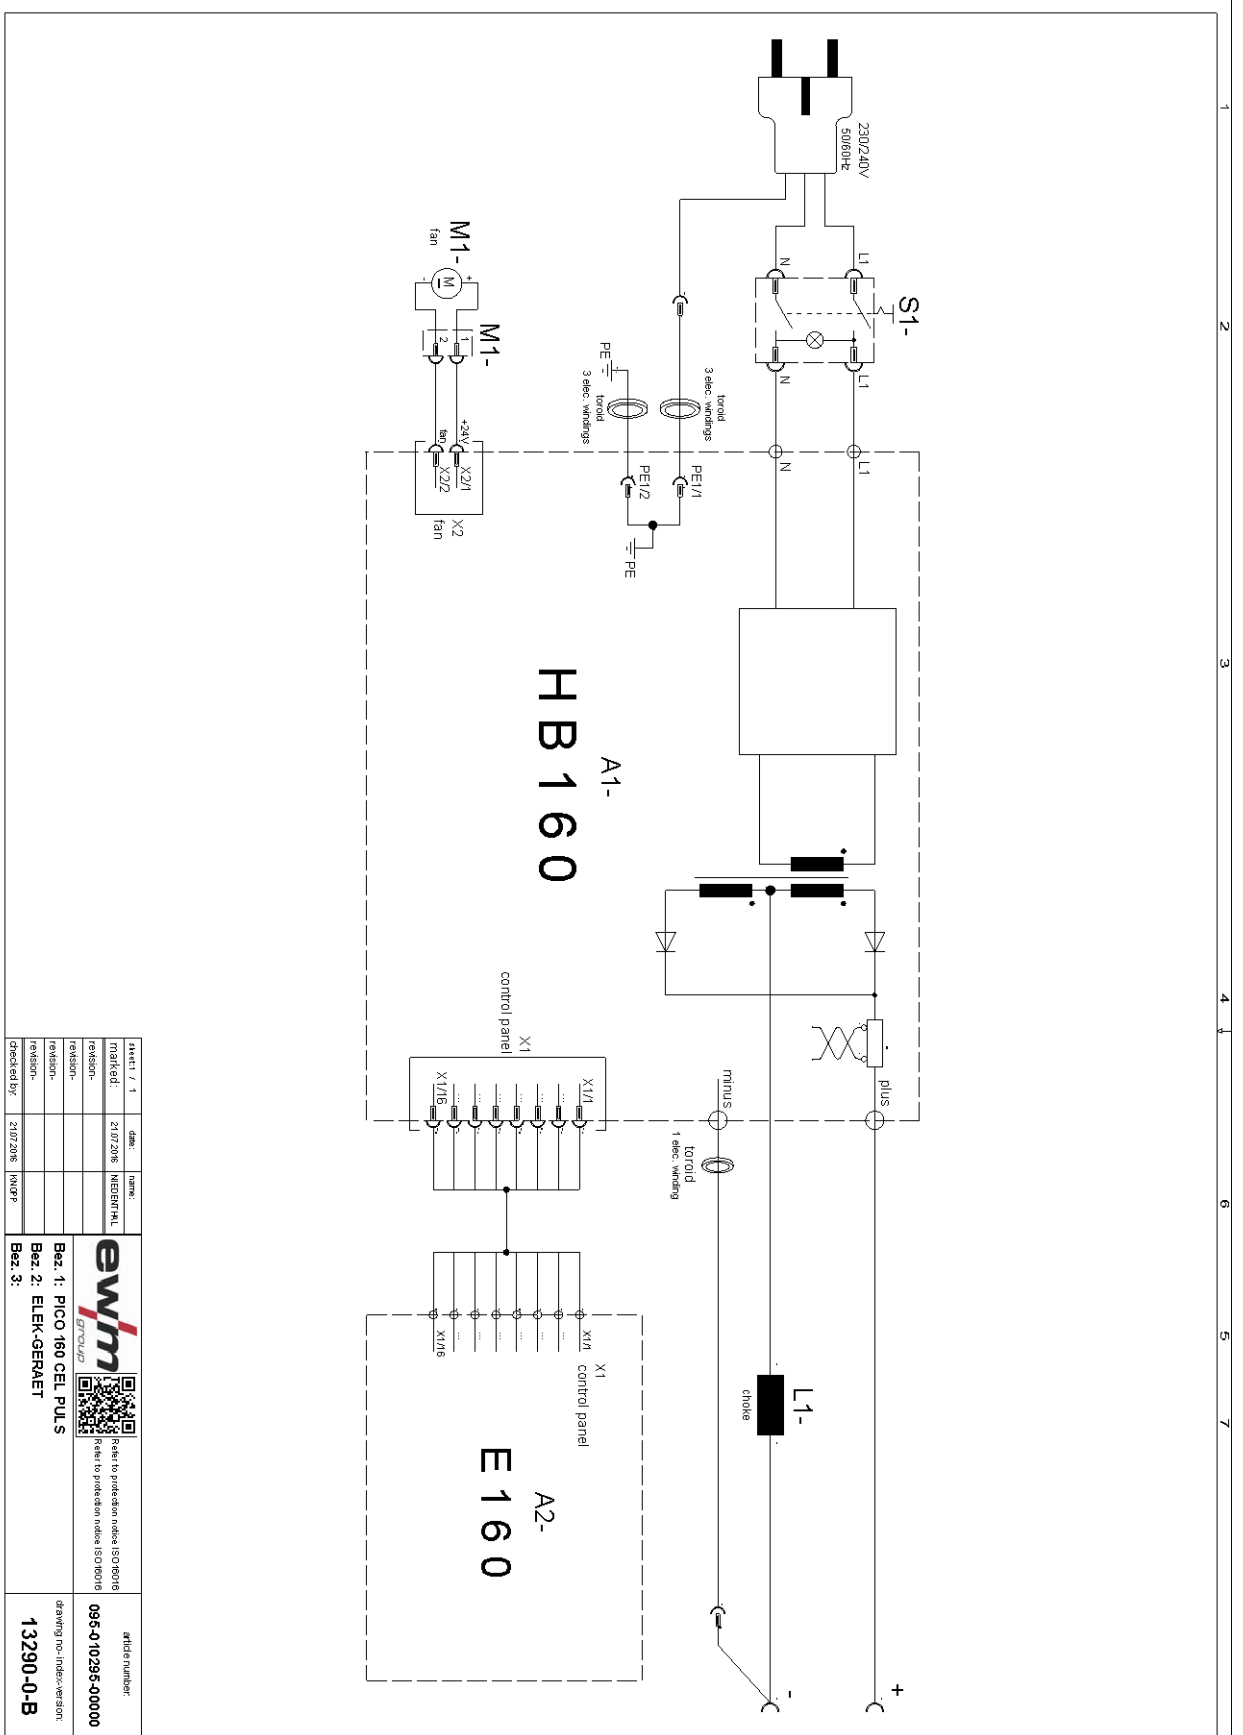 1
2
3
4
6
5
7
230/240V
50/60Hz
L1
N
S1-
L1
N
L1
N
M1-
fan
+
-
M
M1-
1
2
+24V
fan
X2/1
X2/2
X2
fan
toroid
3 elec. windings
PE
toroid
3 elec. windings
PE1/1
PE1/2
PE
A1-
HB160
control panel
X1
X1/1
...
...
...
...
...
...
X1/16
plus
minus
toroid
1 elec. winding
X1/1
...
...
...
...
...
...
X1/16
X1
control panel
A2-
E160
L1-
choke
+
-
sheet: 1 / 1
date:
name:
marked:
21.07.2016
NIEDENTHAL
revision-
revision-
revision-
revision-
checked by:
21.07.2016
KNOPP
ewm
group
Refer to protection notice ISO16016
Refer to protection notice ISO16016
Bez. 1: PICO 160 CEL PULS
Bez. 2: ELEK-GERAET
Bez. 3:
article number:
095-010295-00000
drawing no-index-version:
13290-0-B